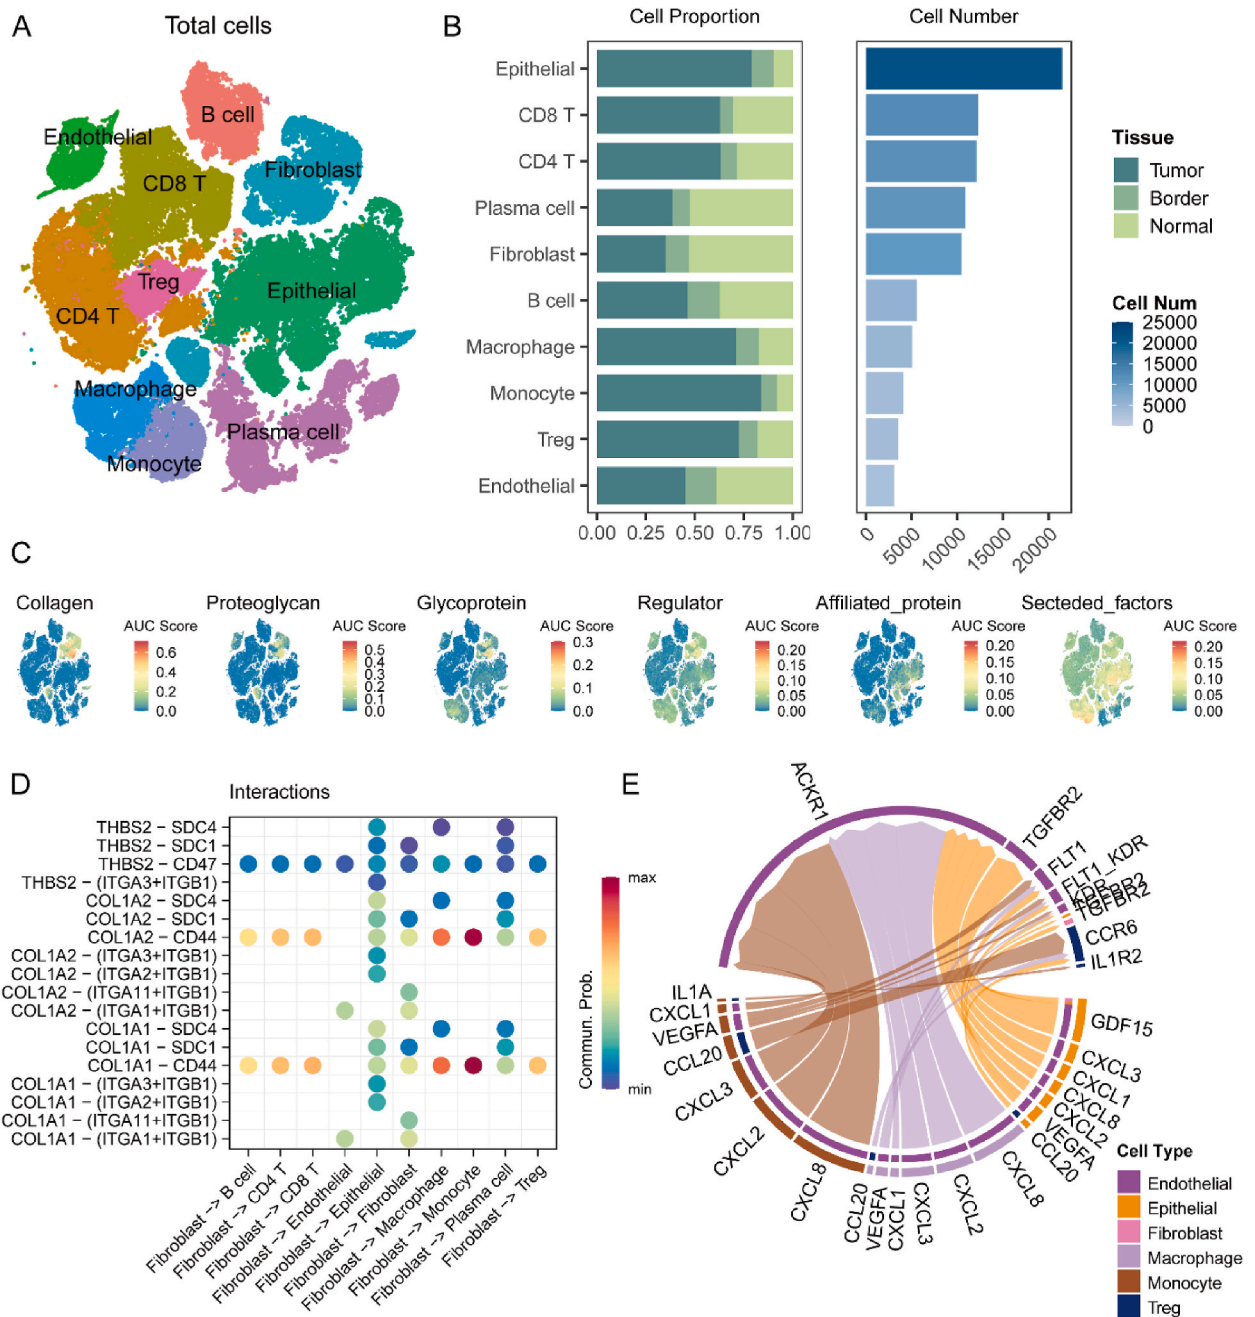 A
Total cells
B cell
Endothelial
Fibroblast
CD8 T
Treg
Epithelial
CD4 T
Macrophage
Plasma cell
Monocyte
B
Cell Proportion
Cell Number
Epithelial
CD8 T
CD4 T
Plasma cell
Fibroblast
B cell
Macrophage
Monocyte
Treg
Endothelial
0.00 0.25 0.50 0.75 1.00
0 5000 10000 15000 20000
Tissue
Tumor
Border
Normal
Cell Num
25000
20000
15000
10000
5000
0
C
Collagen
AUC Score
0.6
0.4
0.2
0.0
Proteoglycan
AUC Score
0.5
0.4
0.3
0.2
0.1
0.0
Glycoprotein
AUC Score
0.3
0.2
0.1
0.0
Regulator
AUC Score
0.20
0.15
0.10
0.05
0.00
Affiliated_protein
AUC Score
0.20
0.15
0.10
0.05
0.00
Secteded_factors
AUC Score
0.20
0.15
0.10
0.05
0.00
D
Interactions
THBS2 − SDC4
THBS2 − SDC1
THBS2 − CD47
THBS2 − (ITGA3+ITGB1)
COL1A2 − SDC4
COL1A2 − SDC1
COL1A2 − CD44
COL1A2 − (ITGA3+ITGB1)
COL1A2 − (ITGA2+ITGB1)
COL1A2 − (ITGA11+ITGB1)
COL1A2 − (ITGA1+ITGB1)
COL1A1 − SDC4
COL1A1 − SDC1
COL1A1 − CD44
COL1A1 − (ITGA3+ITGB1)
COL1A1 − (ITGA2+ITGB1)
COL1A1 − (ITGA11+ITGB1)
COL1A1 − (ITGA1+ITGB1)
Fibroblast −> B cell
Fibroblast −> CD4 T
Fibroblast −> CD8 T
Fibroblast −> Endothelial
Fibroblast −> Epithelial
Fibroblast −> Fibroblast
Fibroblast −> Macrophage
Fibroblast −> Monocyte
Fibroblast −> Plasma cell
Fibroblast −> Treg
Commun. Prob.
max
min
E
ACKR1
TGFBR2
FLT1
FLT1_KDR
KDR
TGFBR2
CCR6
IL1R2
GDF15
CXCL3
CXCL1
CXCL8
CXCL2
VEGFA
CCL20
CXCL8
CXCL2
CXCL3
CXCL1
VEGFA
CCL20
CXCL8
CXCL2
CXCL3
CCL20
VEGFA
CXCL1
IL1A
Cell Type
Endothelial
Epithelial
Fibroblast
Macrophage
Monocyte
Treg